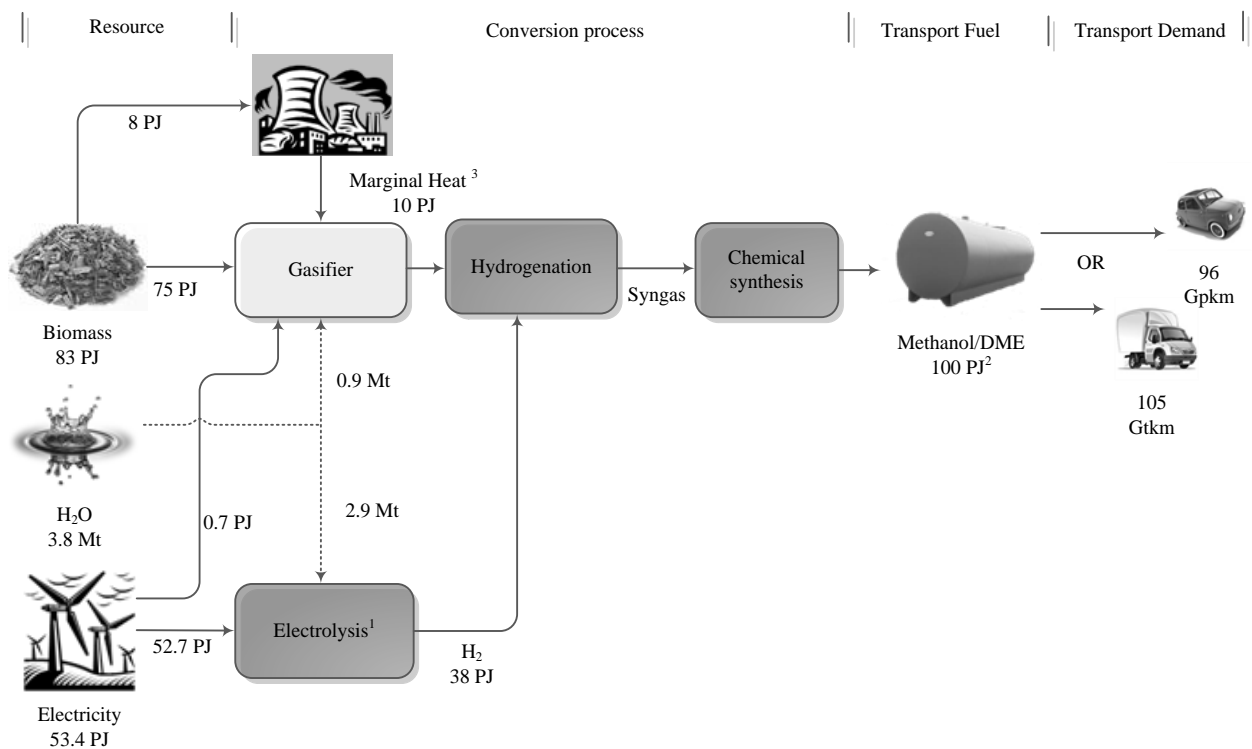 Resource
Conversion process
Transport Fuel
Transport Demand
8 PJ
Marginal Heat 3
10 PJ
Gasifier
Hydrogenation
Chemical
synthesis
75 PJ
Syngas
OR
96
Gpkm
Biomass
83 PJ
Methanol/DME
100 PJ2
0.9 Mt
105
Gtkm
H2O
3.8 Mt
0.7 PJ
2.9 Mt
Electrolysis1
52.7 PJ
H2
38 PJ
Electricity
53.4 PJ